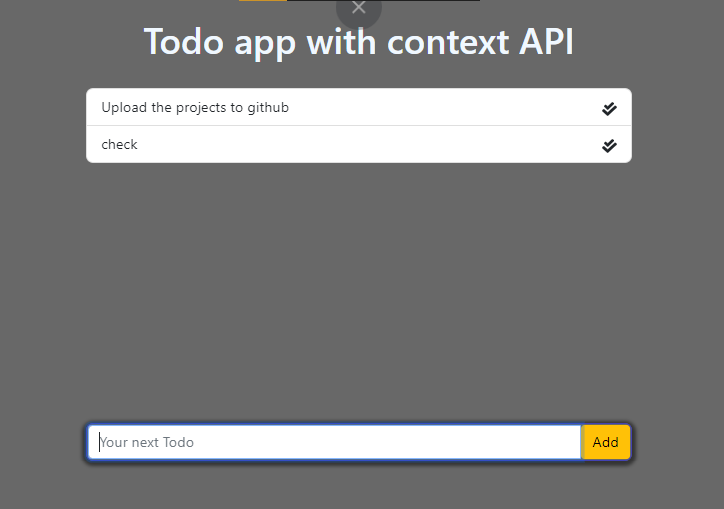 Todo app with context API
Upload the projects to github
check
Your next Todo
Add